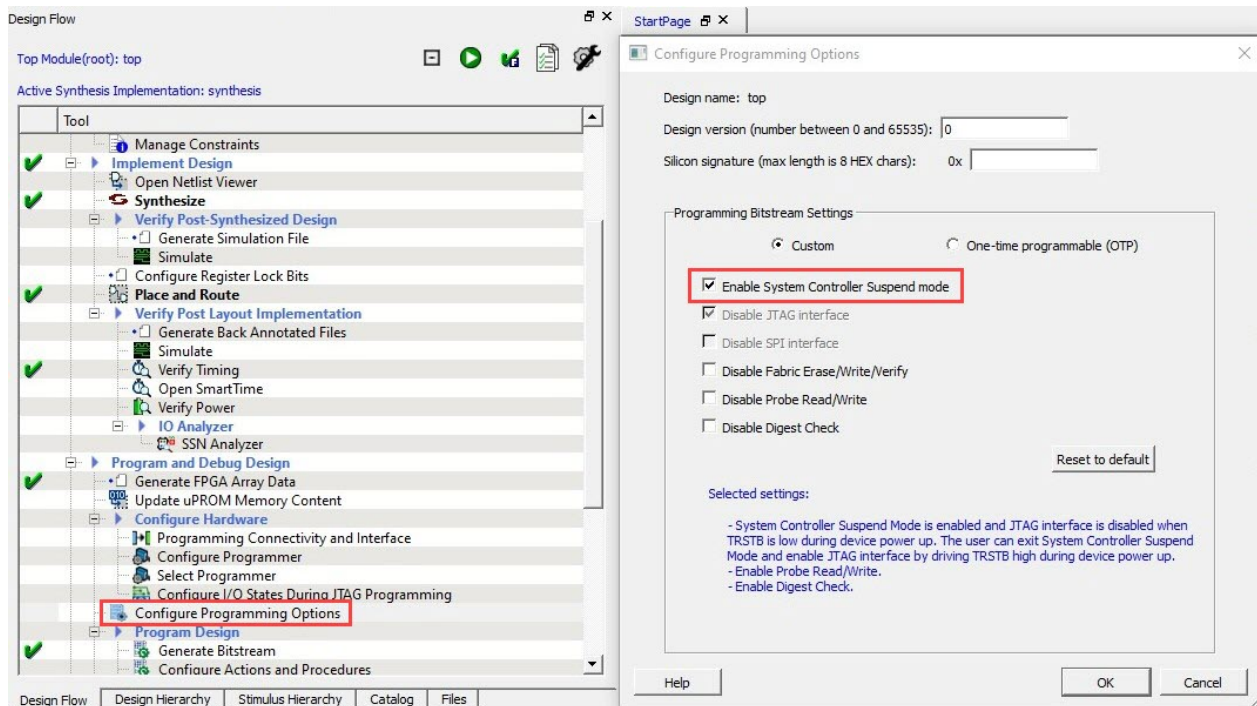 Design Flow
Top Module(root): top
Active Synthesis Implementation: synthesis
Tool
Manage Constraints
Implement Design
Open Netlist Viewer
Synthesize
Verify Post-Synthesized Design
Generate Simulation File
Simulate
Configure Register Lock Bits
Place and Route
Verify Post Layout Implementation
Generate Back Annotated Files
Simulate
Verify Timing
Open SmartTime
Verify Power
IO Analyzer
SSN Analyzer
Program and Debug Design
Generate FPGA Array Data
Update uPROM Memory Content
Configure Hardware
Programming Connectivity and Interface
Configure Programmer
Select Programmer
Configure I/O States During JTAG Programming
Configure Programming Options
Program Design
Generate Bitstream
Configure Actions and Procedures
Design Flow Design Hierarchy Stimulus Hierarchy Catalog Files
StartPage
Configure Programming Options
Design name: top
Design version (number between 0 and 65535): 0
Silicon signature (max length is 8 HEX chars): 0x
Programming Bitstream Settings
Custom One-time programmable (OTP)
Enable System Controller Suspend mode
Disable JTAG interface
Disable SPI interface
Disable Fabric Erase/Write/Verify
Disable Probe Read/Write
Disable Digest Check
Reset to default
Selected settings:
- System Controller Suspend Mode is enabled and JTAG interface is disabled when
TRSTB is low during device power up. The user can exit System Controller Suspend
Mode and enable JTAG interface by driving TRSTB high during device power up.
- Enable Probe Read/Write.
- Enable Digest Check.
Help OK Cancel